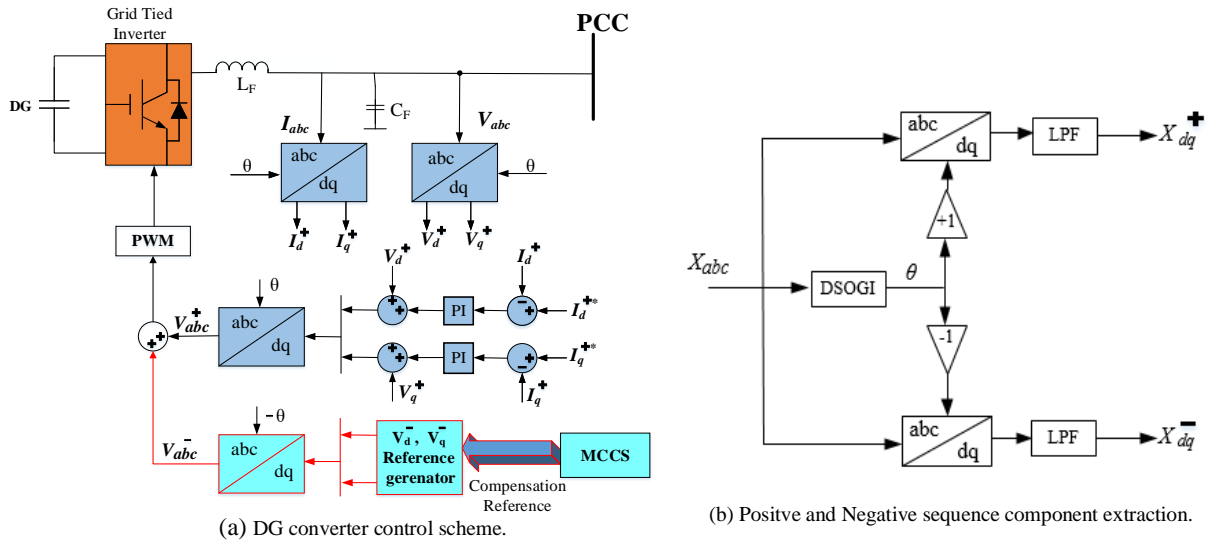 Grid Tied
Inverter
PCC
DG
L_F
C_F
I_abc
V_abc
abc
dq
abc
dq
θ
θ
I_d^+
I_q^+
V_d^+
V_q^+
PWM
V_d^+
I_d^+
θ
V_abc^+
abc
dq
PI
I_d^+*
PI
I_q^+*
V_q^+
I_q^+
-θ
V_abc^-
abc
dq
V_d^-, V_q^-
Reference
gerenator
MCCS
Compensation
Reference
(a) DG converter control scheme.
abc
dq
LPF
X_dq^+
+1
X_abc
DSOGI
θ
-1
abc
dq
LPF
X_dq^-
(b) Positve and Negative sequence component extraction.